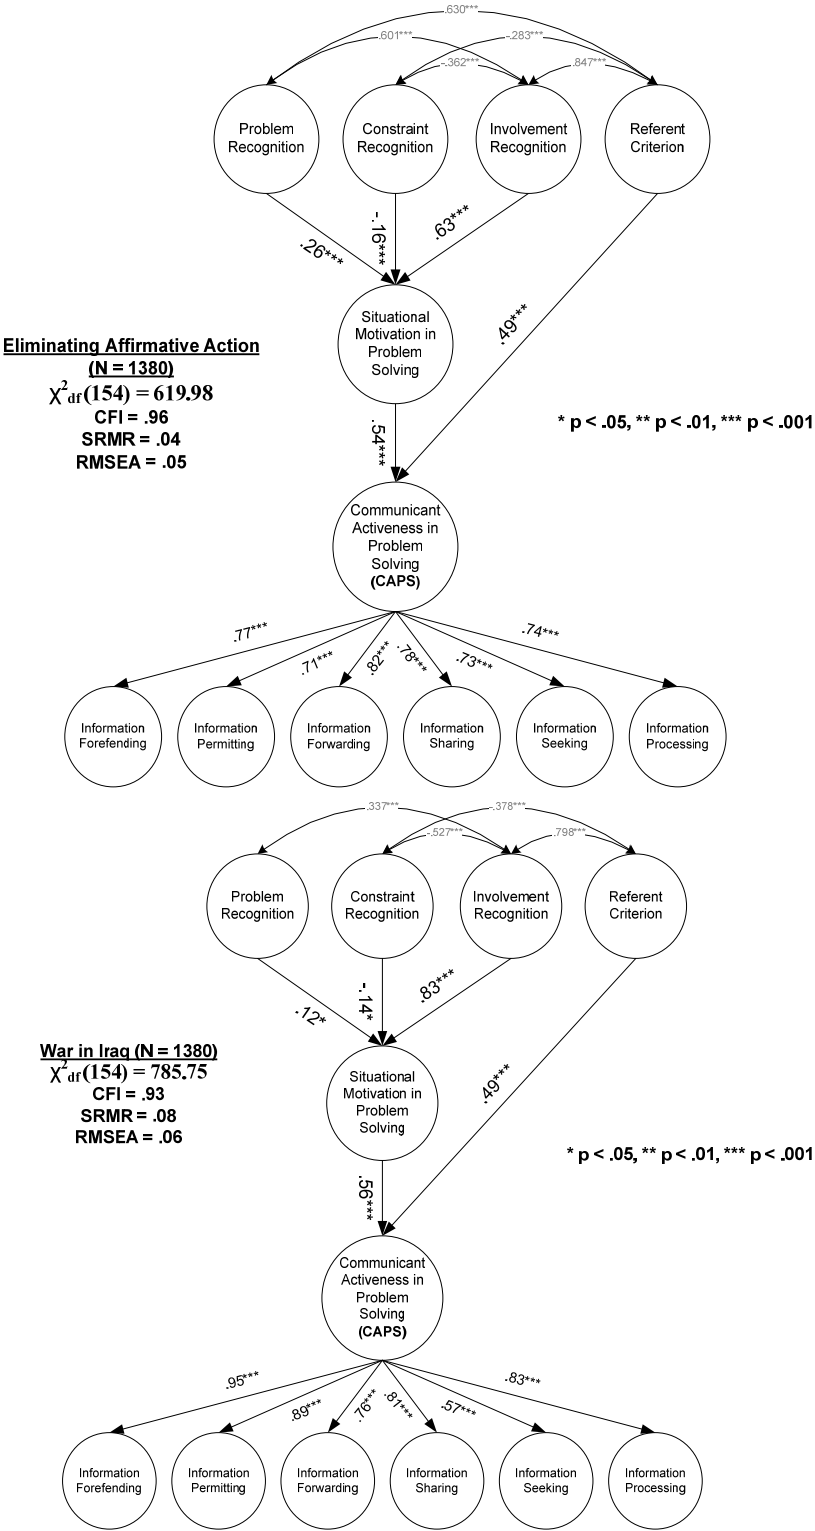 .630***
.601***
-.283***
-.362***
.847***
Problem
Recognition
Constraint
Recognition
Involvement
Recognition
Referent
Criterion
.26***
-.16***
.63***
.49***
Situational
Motivation in
Problem
Solving
Eliminating Affirmative Action
(N = 1380)
χ²df(154) = 619.98
CFI = .96
SRMR = .04
RMSEA = .05
* p < .05, ** p < .01, *** p < .001
.54***
Communicant
Activeness in
Problem
Solving
(CAPS)
.77***
.71***
.82***
.78***
.73***
.74***
Information
Forefending
Information
Permitting
Information
Forwarding
Information
Sharing
Information
Seeking
Information
Processing
.337***
-.378***
-.527***
.798***
Problem
Recognition
Constraint
Recognition
Involvement
Recognition
Referent
Criterion
.12*
-.14*
.83***
.49***
Situational
Motivation in
Problem
Solving
War in Iraq (N = 1380)
χ²df(154) = 785.75
CFI = .93
SRMR = .08
RMSEA = .06
* p < .05, ** p < .01, *** p < .001
.56***
Communicant
Activeness in
Problem
Solving
(CAPS)
.95***
.89***
.76***
.81***
.57***
.83***
Information
Forefending
Information
Permitting
Information
Forwarding
Information
Sharing
Information
Seeking
Information
Processing